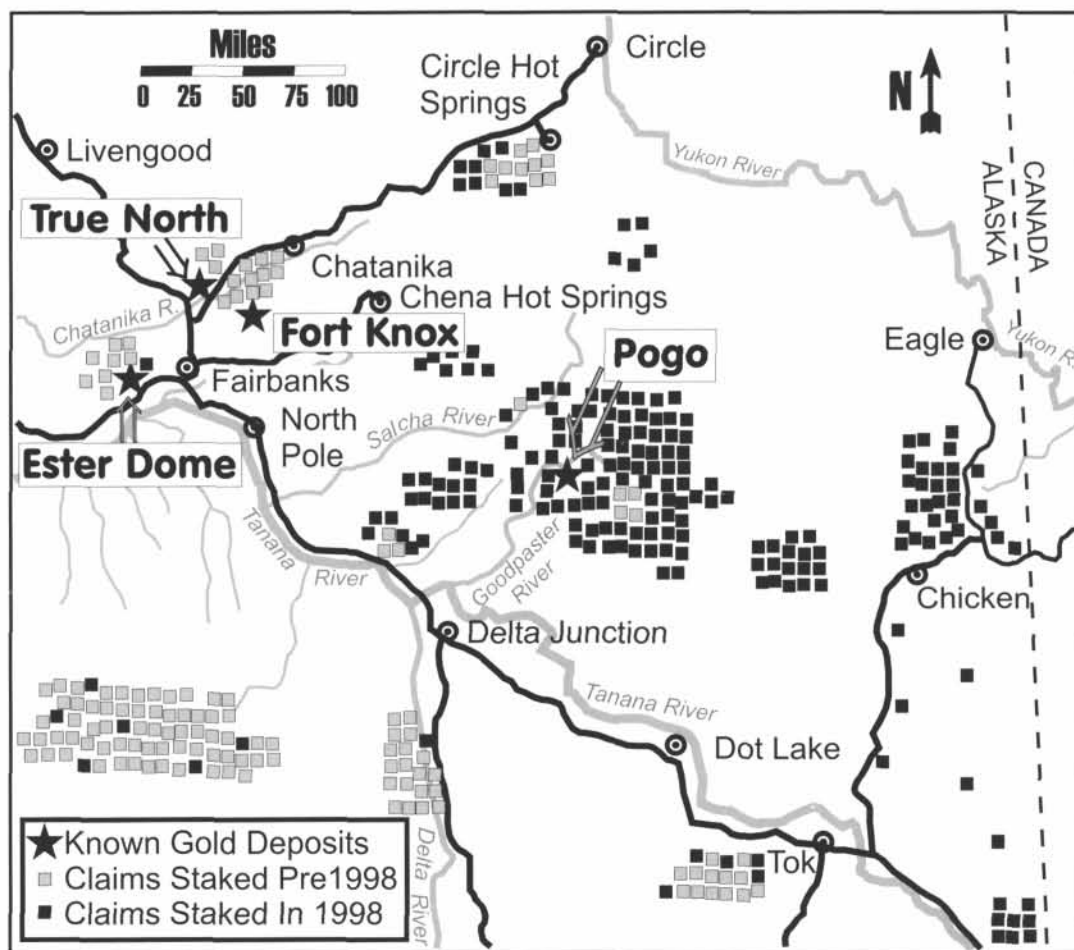 Miles
0 25 50 75 100
Circle
Circle Hot
Springs
N
Livengood
Yukon River
CANADA
ALASKA
True North
Chatanika
Chena Hot Springs
Chatanika R.
Fort Knox
Eagle
Yukon R.
Pogo
Fairbanks
North
Pole
Salcha River
Ester Dome
Tanana
River
Goodpaster
River
Chicken
Delta Junction
Tanana River
Dot Lake
Tok
Delta
River
Known Gold Deposits
Claims Staked Pre1998
Claims Staked In 1998